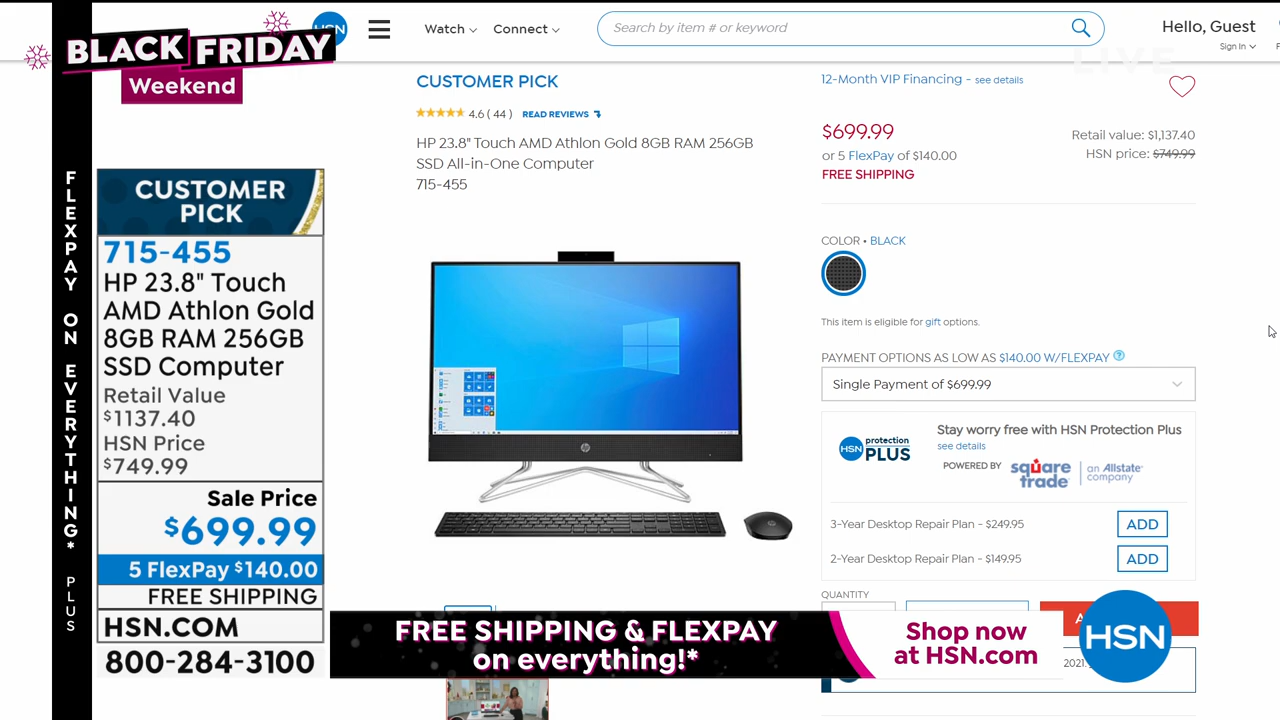 BLACK FRIDAY
Weekend
HSN
Watch
Connect
Search by item # or keyword
Hello, Guest
Sign In
LIVE
FLEXPAY ON EVERYTHING!* PLUS
CUSTOMER PICK
4.6 ( 44 ) READ REVIEWS
HP 23.8" Touch AMD Athlon Gold 8GB RAM 256GB
SSD All-in-One Computer
715-455
12-Month VIP Financing - see details
$699.99
or 5 FlexPay of $140.00
FREE SHIPPING
Retail value: $1,137.40
HSN price: $749.99
COLOR • BLACK
This item is eligible for gift options.
PAYMENT OPTIONS AS LOW AS $140.00 W/FLEXPAY ?
Single Payment of $699.99
HSN protection PLUS
Stay worry free with HSN Protection Plus
see details
POWERED BY square trade an Allstate company
3-Year Desktop Repair Plan - $249.95 ADD
2-Year Desktop Repair Plan - $149.95 ADD
QUANTITY
2021.
CUSTOMER
PICK
715-455
HP 23.8" Touch
AMD Athlon Gold
8GB RAM 256GB
SSD Computer
Retail Value
$1137.40
HSN Price
$749.99
Sale Price
$699.99
5 FlexPay $140.00
FREE SHIPPING
HSN.COM
800-284-3100
hp
FREE SHIPPING & FLEXPAY
on everything!*
Shop now
at HSN.com
HSN